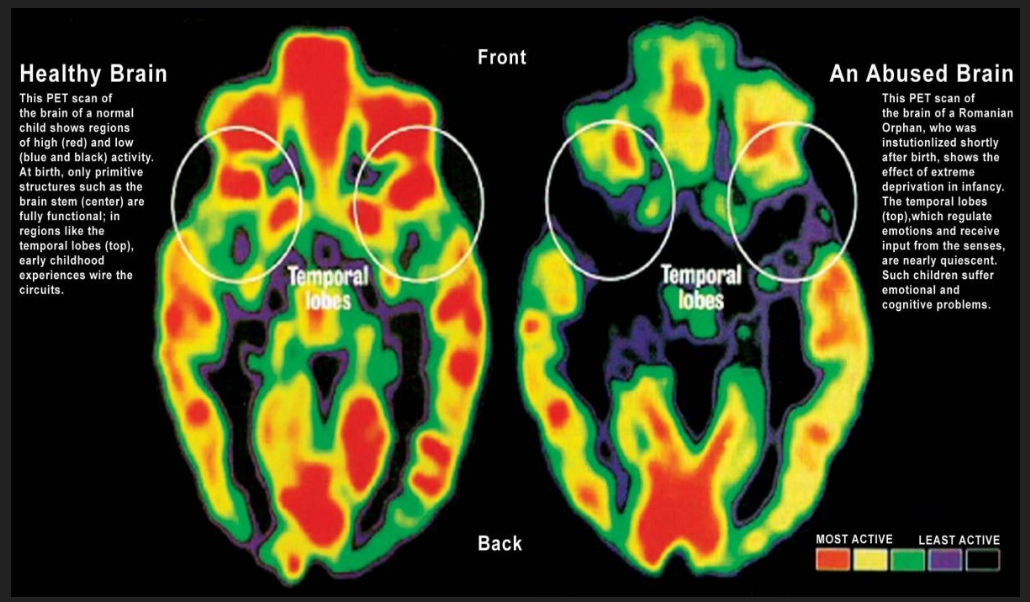 Healthy Brain
This PET scan of
the brain of a normal
child shows regions
of high (red) and low
(blue and black) activity.
At birth, only primitive
structures such as the
brain stem (center) are
fully functional; in
regions like the
temporal lobes (top),
early childhood
experiences wire the
circuits.
Front
Temporal
lobes
Back
An Abused Brain
This PET scan of
the brain of a Romanian
Orphan, who was
instutionlized shortly
after birth, shows the
effect of extreme
deprivation in infancy.
The temporal lobes
(top),which regulate
emotions and receive
input from the senses,
are nearly quiescent.
Such children suffer
emotional and
cognitive problems.
Temporal
lobes
MOST ACTIVE LEAST ACTIVE